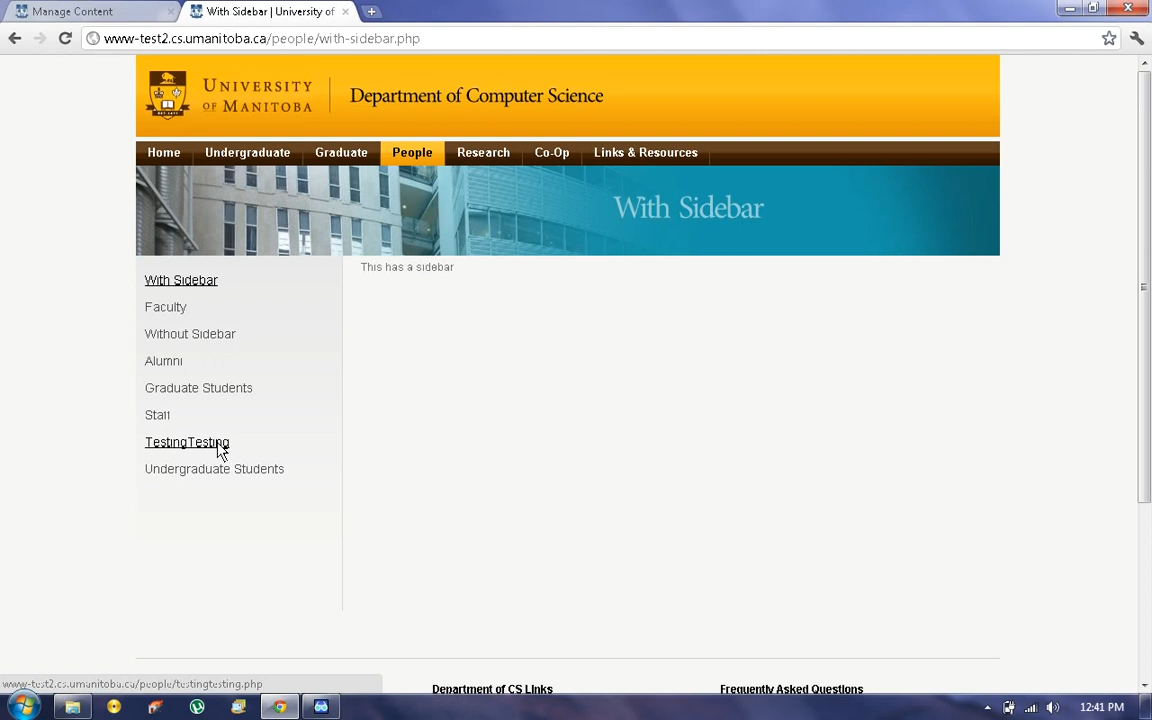 Manage Content
With Sidebar | University of
www-test2.cs.umanitoba.ca/people/with-sidebar.php
UNIVERSITY
OF MANITOBA
Department of Computer Science
Home Undergraduate Graduate People Research Co-Op Links & Resources
With Sidebar
This has a sidebar
With Sidebar
Faculty
Without Sidebar
Alumni
Graduate Students
Staff
TestingTesting
Undergraduate Students
Department of CS Links
Frequently Asked Questions
www-test2.cs.umanitoba.ca/people/testingtesting.php
12:41 PM